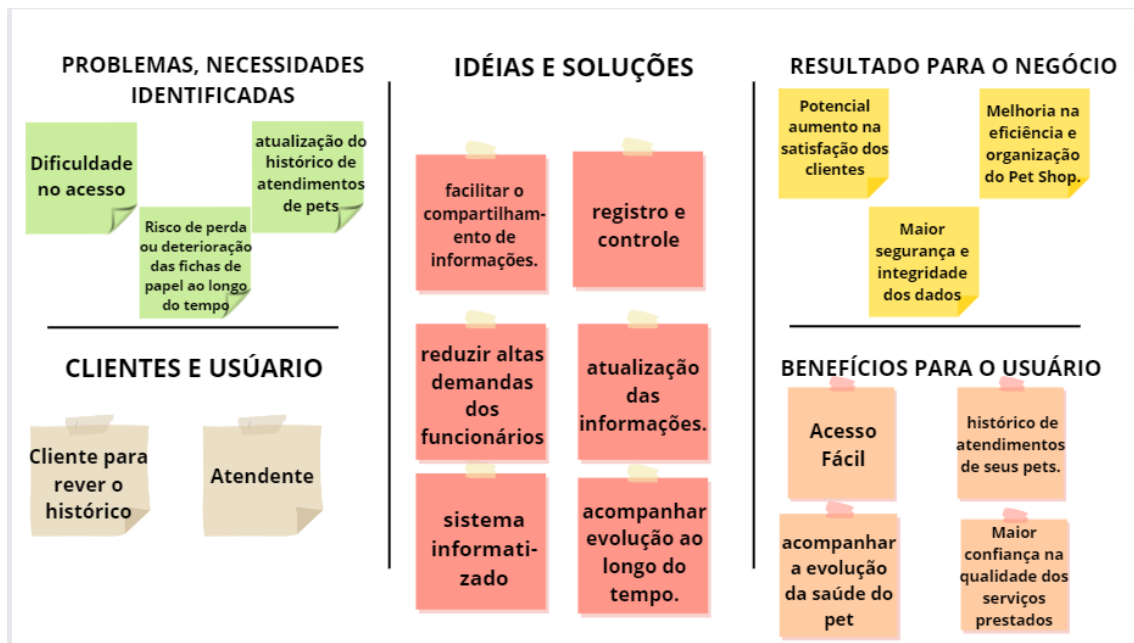 PROBLEMAS, NECESSIDADES
IDENTIFICADAS
Dificuldade
no acesso
atualização do
histórico de
atendimentos
de pets
Risco de perda
ou deterioração
das fichas de
papel ao longo
do tempo
CLIENTES E USÚARIO
Cliente para
rever o
histórico
Atendente
IDÉIAS E SOLUÇÕES
facilitar o
compartilham-
ento de
informações.
registro e
controle
reduzir altas
demandas
dos
funcionários
atualização
das
informações.
sistema
informati-
zado
acompanhar
evolução ao
longo do
tempo.
RESULTADO PARA O NEGÓCIO
Potencial
aumento na
satisfação dos
clientes
Melhoria na
eficiência e
organização
do Pet Shop.
Maior
segurança e
integridade
dos dados
BENEFÍCIOS PARA O USUÁRIO
Acesso
Fácil
histórico de
atendimentos
de seus pets.
acompanhar
a evolução
da saúde do
pet
Maior
confiança na
qualidade dos
serviços
prestados